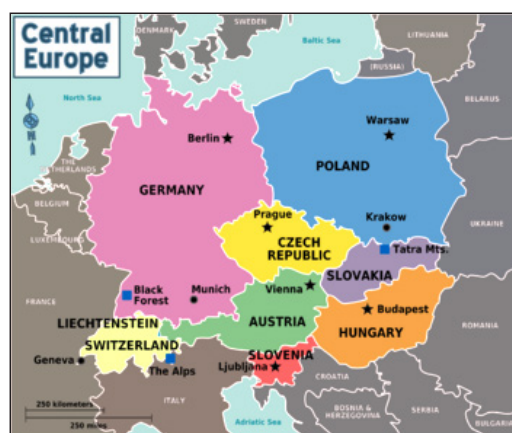 Central
Europe
DENMARK
SWEDEN
Baltic Sea
LITHUANIA
(RUSSIA)
North Sea
BELARUS
Warsaw
Berlin
THE
NETHERLANDS
POLAND
GERMANY
BELGIUM
Prague
Krakow
UKRAINE
LUXEMBOURG
CZECH
REPUBLIC
Tatra Mts.
SLOVAKIA
Black
Forest
Munich
Vienna
FRANCE
Budapest
LIECHTENSTEIN
AUSTRIA
HUNGARY
ROMANIA
SWITZERLAND
SLOVENIA
Geneva
The Alps
Ljubljana
CROATIA
250 kilometers
ITALY
250 miles
Adriatic
Sea
BOSNIA &
HERZEGOVINA
SERBIA
BULGARIA